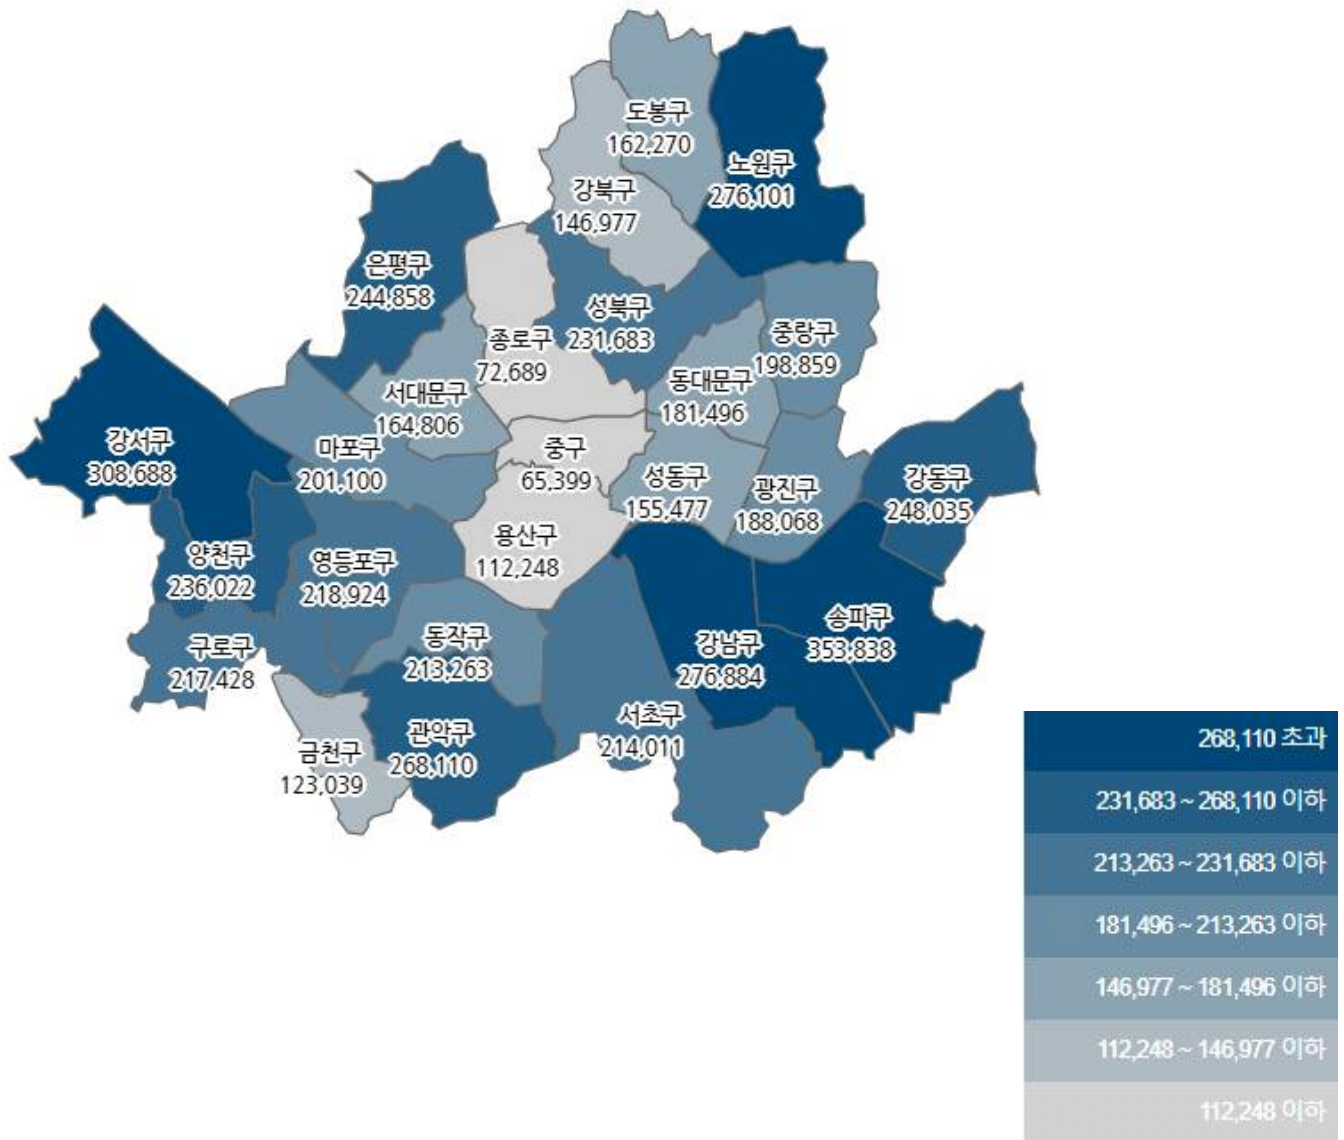 도봉구
162,270
노원구
276,101
강북구
146,977
은평구
244,858
성북구
231,683
종로구
72,689
중랑구
198,859
동대문구
181,496
서대문구
164,806
강서구
308,688
마포구
201,100
중구
65,399
성동구
155,477
광진구
188,068
강동구
248,035
양천구
236,022
영등포구
218,924
용산구
112,248
구로구
217,428
동작구
213,263
강남구
276,884
송파구
353,838
금천구
123,039
관악구
268,110
서초구
214,011
268,110 초과
231,683 ~ 268,110 이하
213,263 ~ 231,683 이하
181,496 ~ 213,263 이하
146,977 ~ 181,496 이하
112,248 ~ 146,977 이하
112,248 이하